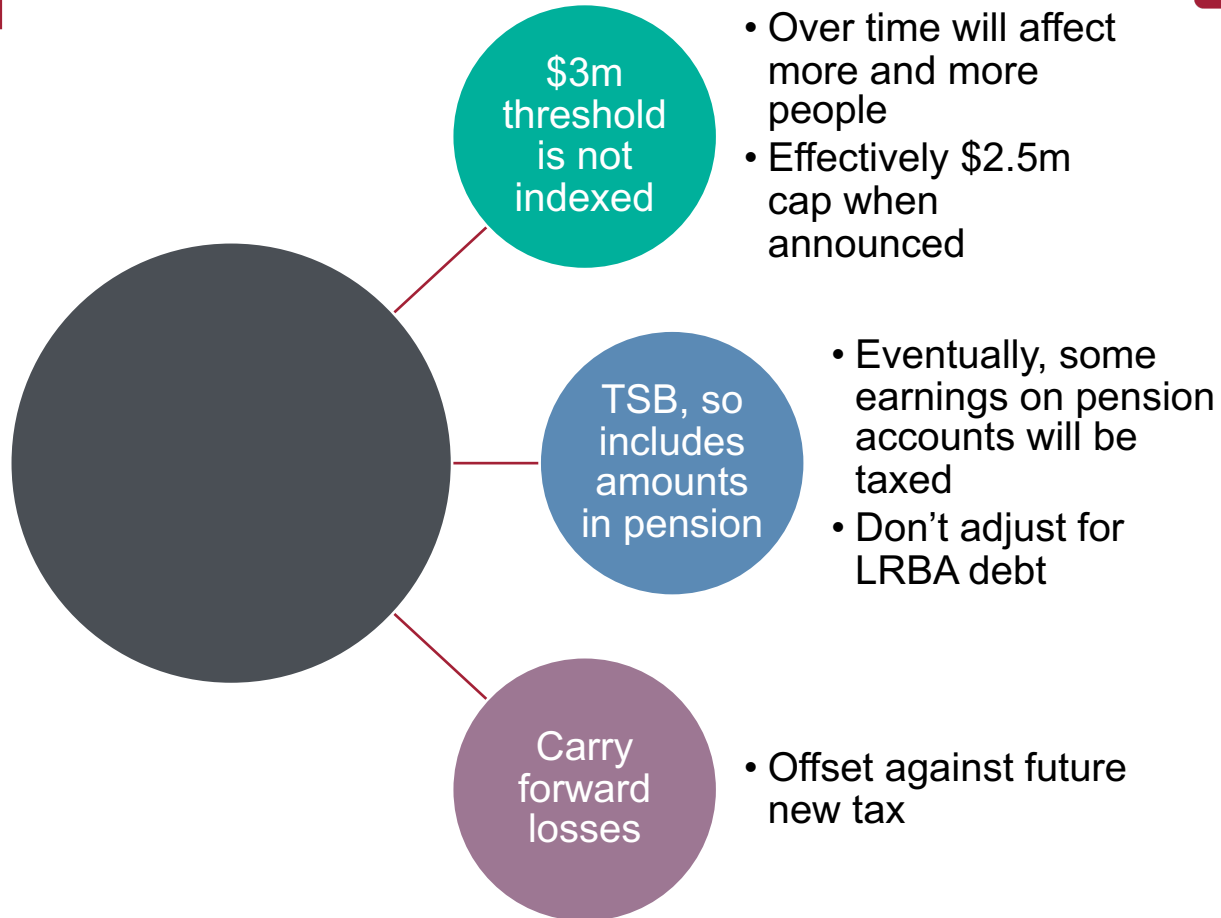 $3m
threshold
is not
indexed
• Over time will affect
more and more
people
• Effectively $2.5m
cap when
announced
TSB, so
includes
amounts
in pension
• Eventually, some
earnings on pension
accounts will be
taxed
• Don’t adjust for
LRBA debt
Carry
forward
losses
• Offset against future
new tax